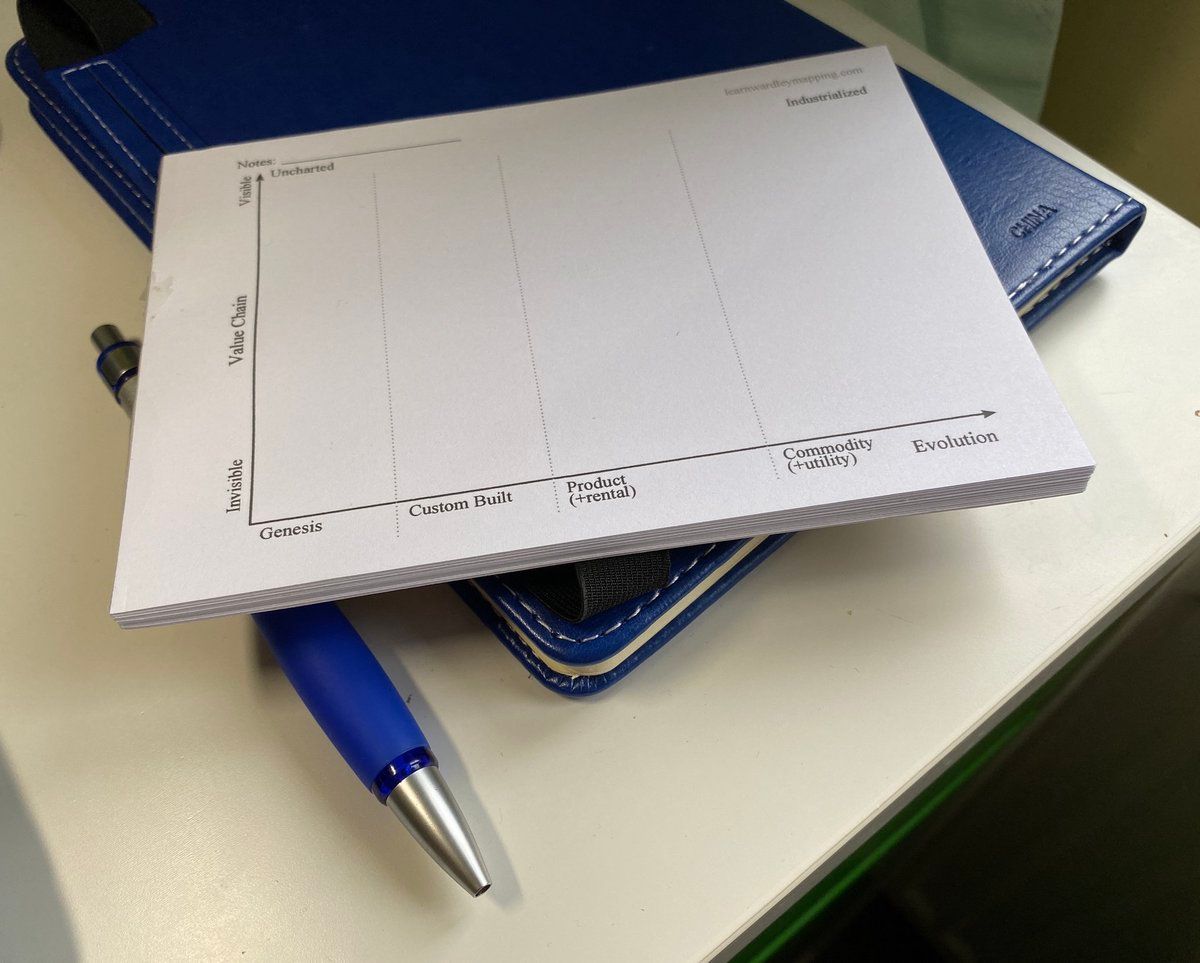 learnwardleymapping.com
Industrialized
Notes:
Uncharted
Visible
Value Chain
Invisible
Genesis
Custom Built
Product
(+rental)
Commodity
(+utility)
Evolution
CHINA